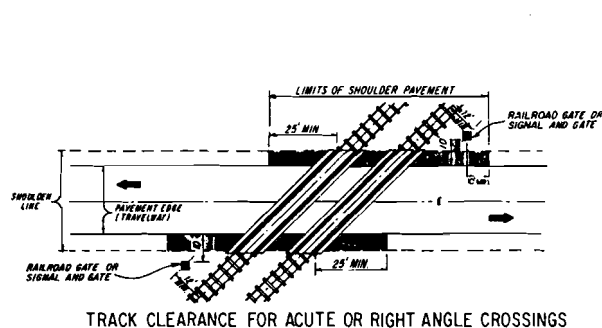 LIMITS OF SHOULDER PAVEMENT
25' MIN.
RAILROAD GATE OR
SIGNAL AND GATE
SHOULDER
LINE
PAVEMENT EDGE
(TRAVELWAY)
RAILROAD GATE OR
SIGNAL AND GATE
25' MIN.
TRACK CLEARANCE FOR ACUTE OR RIGHT ANGLE CROSSINGS